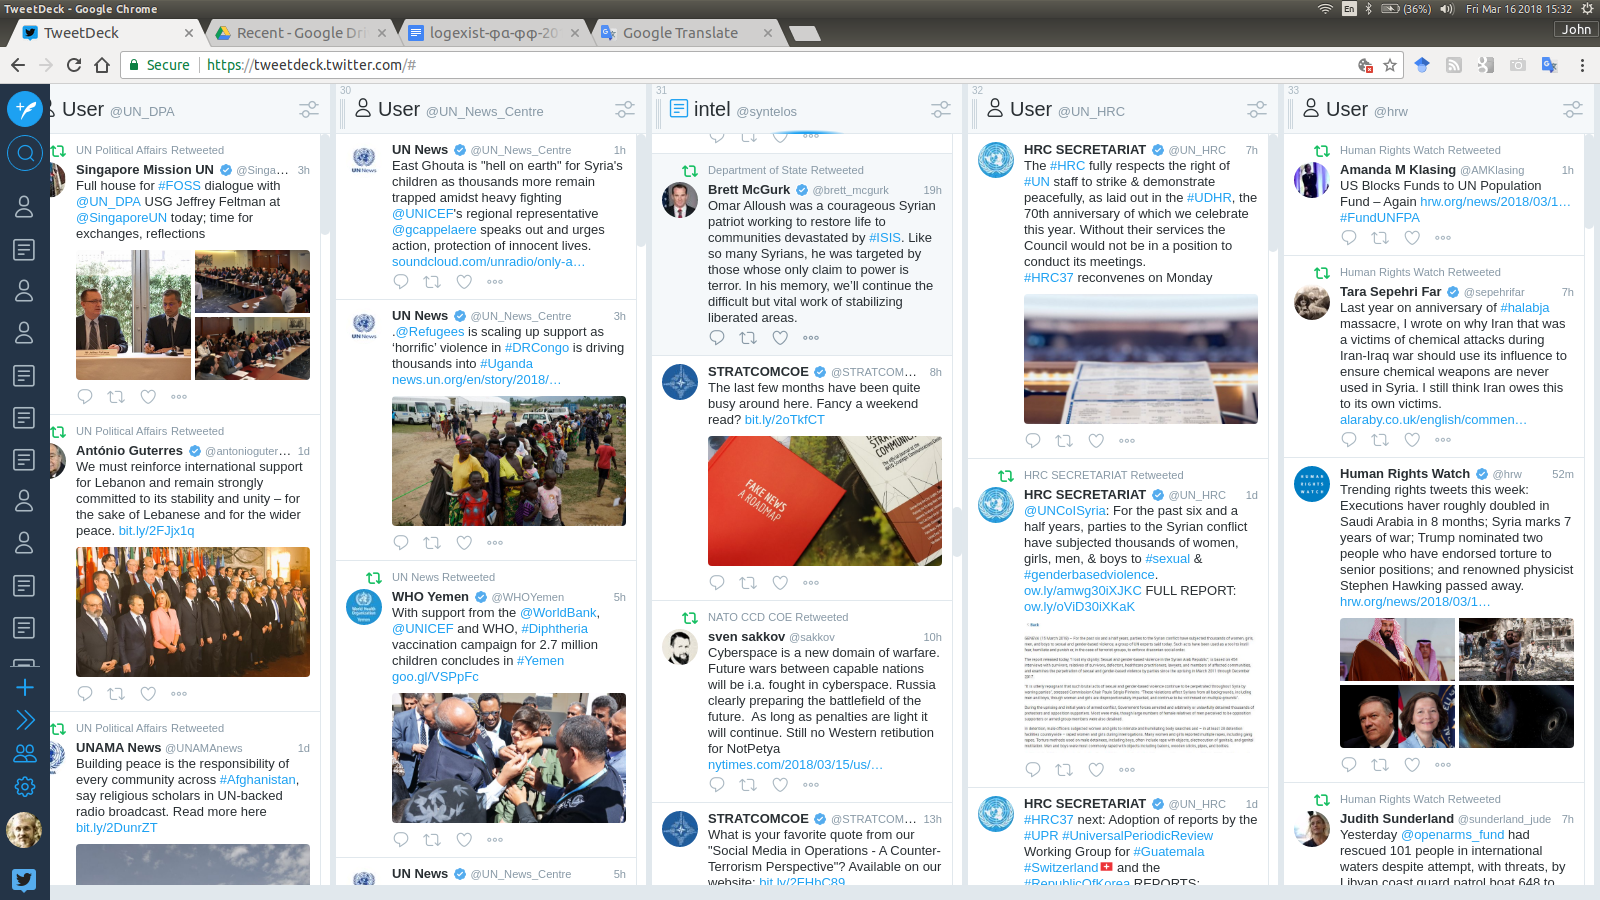 TweetDeck - Google Chrome
En
(36%)
Fri Mar 16 2018 15:32
TweetDeck
Recent - Google Dri
logexist-φα-φφ-20
Google Translate
John
Secure
https://tweetdeck.twitter.com/#
User @UN_DPA
UN Political Affairs Retweeted
Singapore Mission UN @Singa... 3h
Full house for #FOSS dialogue with
@UN_DPA USG Jeffrey Feltman at
@SingaporeUN today; time for
exchanges, reflections
UN Political Affairs Retweeted
António Guterres @antonioguter... 1d
We must reinforce international support
for Lebanon and remain strongly
committed to its stability and unity – for
the sake of Lebanese and for the wider
peace. bit.ly/2FJjx1q
UN Political Affairs Retweeted
UNAMA News @UNAMAnews 1d
Building peace is the responsibility of
every community across #Afghanistan,
say religious scholars in UN-backed
radio broadcast. Read more here
bit.ly/2DunrZT
30
User @UN_News_Centre
UN News @UN_News_Centre 1h
East Ghouta is "hell on earth" for Syria's
children as thousands more remain
trapped amidst heavy fighting
@UNICEF's regional representative
@gcappelaere speaks out and urges
action, protection of innocent lives.
soundcloud.com/unradio/only-a…
UN News @UN_News_Centre 3h
.@Refugees is scaling up support as
‘horrific’ violence in #DRCongo is driving
thousands into #Uganda
news.un.org/en/story/2018/…
UN News Retweeted
WHO Yemen @WHOYemen 5h
With support from the @WorldBank,
@UNICEF and WHO, #Diphtheria
vaccination campaign for 2.7 million
children concludes in #Yemen
goo.gl/VSPpFc
UN News @UN_News_Centre 5h
31
intel @syntelos
Department of State Retweeted
Brett McGurk @brett_mcgurk 19h
Omar Alloush was a courageous Syrian
patriot working to restore life to
communities devastated by #ISIS. Like
so many Syrians, he was targeted by
those whose only claim to power is
terror. In his memory, we’ll continue the
difficult but vital work of stabilizing
liberated areas.
STRATCOMCOE @STRATCOM... 8h
The last few months have been quite
busy around here. Fancy a weekend
read? bit.ly/2oTkfCT
FAKE NEWS
A ROADMAP
NATO CCD COE Retweeted
sven sakkov @sakkov 10h
Cyberspace is a new domain of warfare.
Future wars between capable nations
will be i.a. fought in cyberspace. Russia
clearly preparing the battlefield of the
future. As long as penalties are light it
will continue. Still no Western retibution
for NotPetya
nytimes.com/2018/03/15/us/…
STRATCOMCOE @STRATCOM... 13h
What is your favorite quote from our
"Social Media in Operations - A Counter-
Terrorism Perspective"? Available on our
website: bit.ly/2FHbC89
32
User @UN_HRC
HRC SECRETARIAT @UN_HRC 7h
The #HRC fully respects the right of
#UN staff to strike & demonstrate
peacefully, as laid out in the #UDHR, the
70th anniversary of which we celebrate
this year. Without their services the
Council would not be in a position to
conduct its meetings.
#HRC37 reconvenes on Monday
HRC SECRETARIAT Retweeted
HRC SECRETARIAT @UN_HRC 1d
@UNCoISyria: For the past six and a
half years, parties to the Syrian conflict
have subjected thousands of women,
girls, men, & boys to #sexual &
#genderbasedviolence.
ow.ly/amwg30iXJKC FULL REPORT:
ow.ly/oViD30iXKaK
HRC SECRETARIAT @UN_HRC 1d
#HRC37 next: Adoption of reports by the
#UPR #UniversalPeriodicReview
Working Group for #Guatemala
#Switzerland and the
#RepublicOfKorea REPORTS:
33
User @hrw
Human Rights Watch Retweeted
Amanda M Klasing @AMKlasing 1h
US Blocks Funds to UN Population
Fund – Again hrw.org/news/2018/03/1…
#FundUNFPA
Human Rights Watch Retweeted
Tara Sepehri Far @sepehrifar 7h
Last year on anniversary of #halabja
massacre, I wrote on why Iran that was
a victims of chemical attacks during
Iran-Iraq war should use its influence to
ensure chemical weapons are never
used in Syria. I still think Iran owes this
to its own victims.
alaraby.co.uk/english/commen…
Human Rights Watch @hrw 52m
Trending rights tweets this week:
Executions haver roughly doubled in
Saudi Arabia in 8 months; Syria marks 7
years of war; Trump nominated two
people who have endorsed torture to
senior positions; and renowned physicist
Stephen Hawking passed away.
hrw.org/news/2018/03/1…
Human Rights Watch Retweeted
Judith Sunderland @sunderland_jude 7h
Yesterday @openarms_fund had
rescued 101 people in international
waters despite attempt, with threats, by
Libyan coast guard patrol boat 648 to